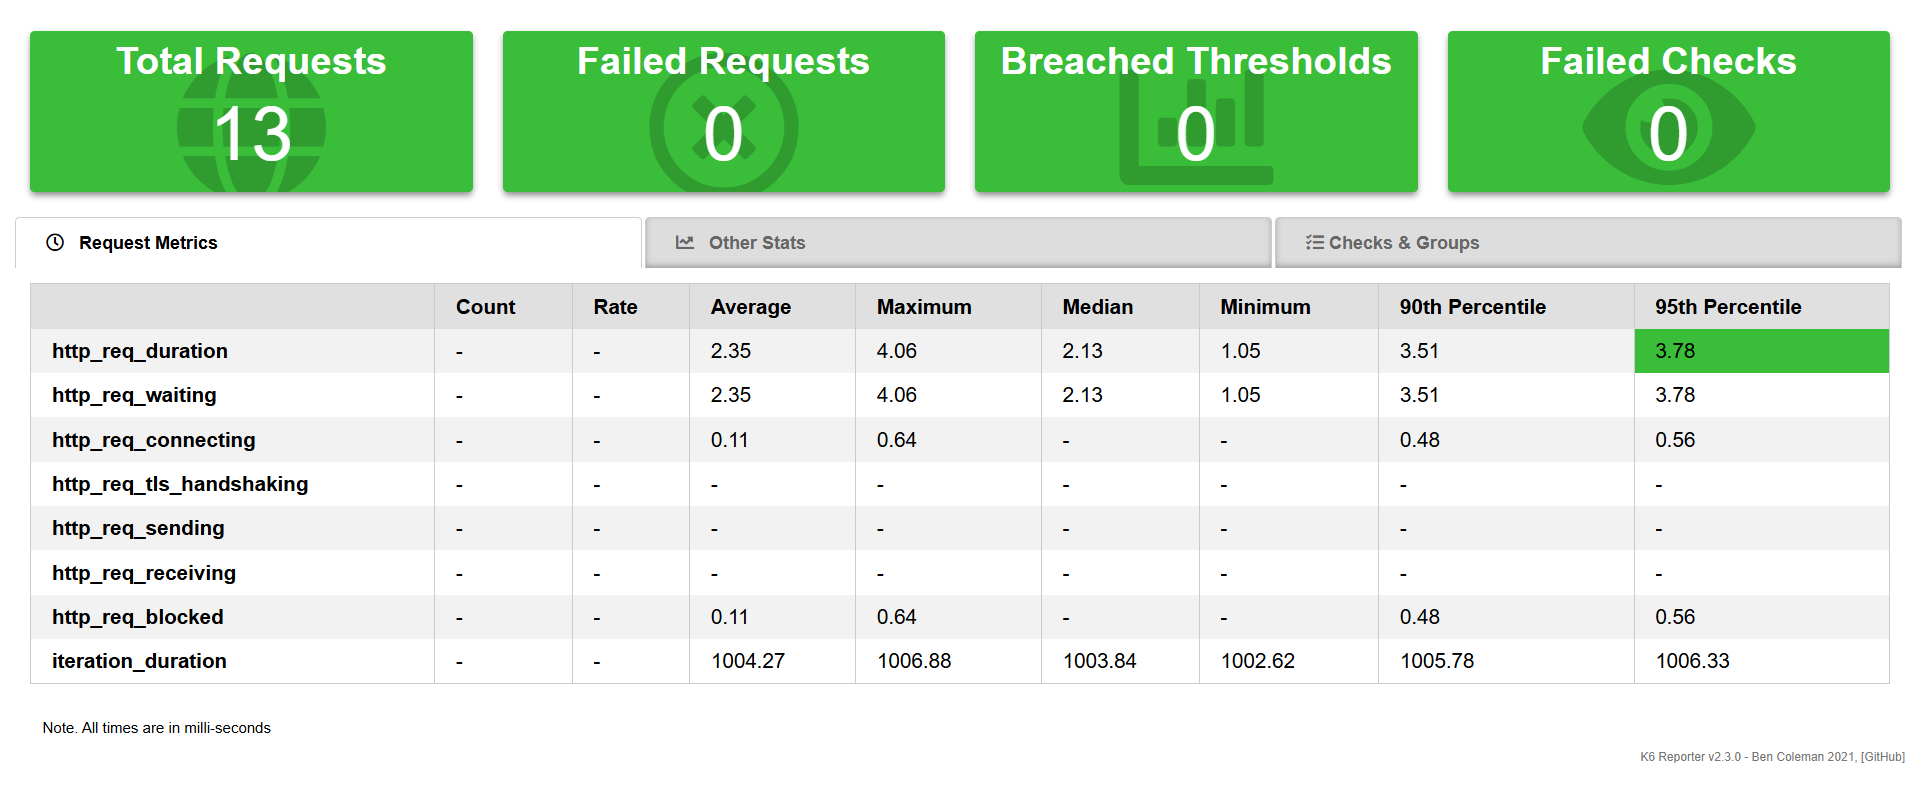 Total Requests Failed Requests Breached Thresholds Failed Checks
13 0 0 0
Request Metrics Other Stats Checks & Groups
Count Rate Average Maximum Median Minimum 90th Percentile 95th Percentile
http_req_duration - - 2.35 4.06 2.13 1.05 3.51 3.78
http_req_waiting - - 2.35 4.06 2.13 1.05 3.51 3.78
http_req_connecting - - 0.11 0.64 - - 0.48 0.56
http_req_tls_handshaking - - - - - - - -
http_req_sending - - - - - - - -
http_req_receiving - - - - - - - -
http_req_blocked - - 0.11 0.64 - - 0.48 0.56
iteration_duration - - 1004.27 1006.88 1003.84 1002.62 1005.78 1006.33
Note. All times are in milli-seconds
K6 Reporter v2.3.0 - Ben Coleman 2021, [GitHub]